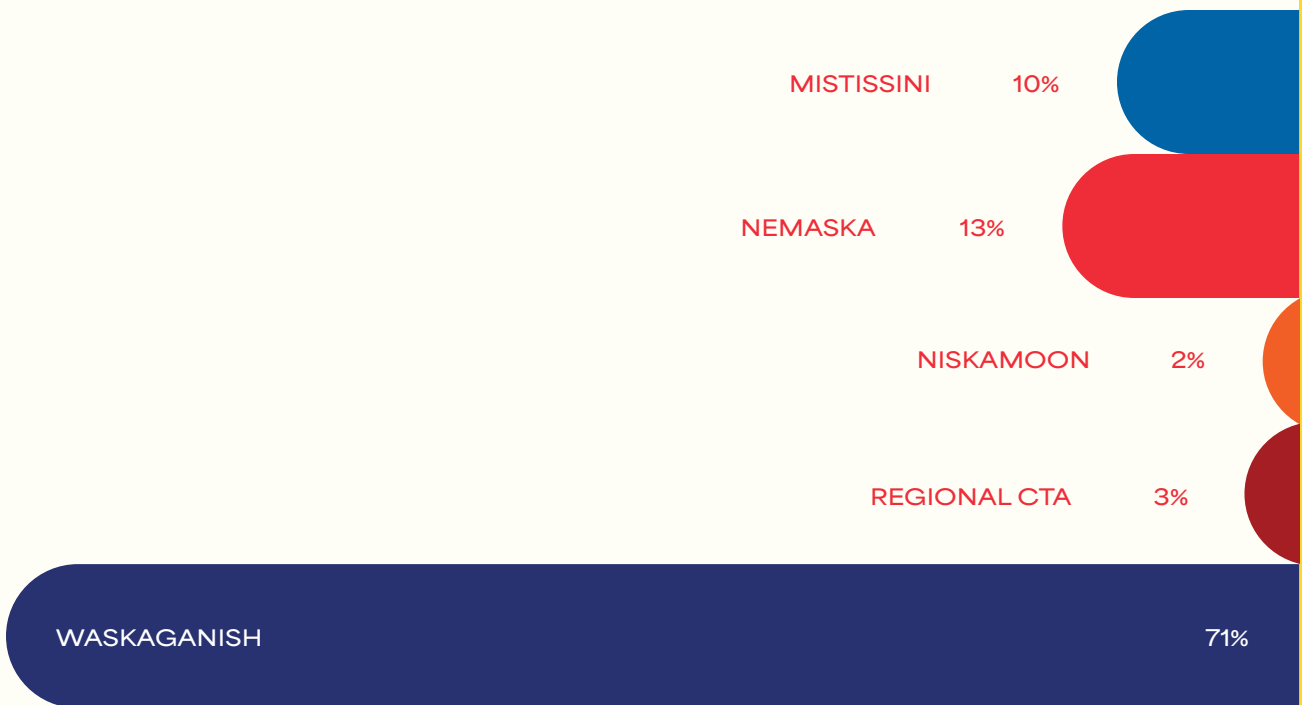 MISTISSINI 10%
NEMASKA 13%
NISKAMOON 2%
REGIONAL CTA 3%
WASKAGANISH 71%